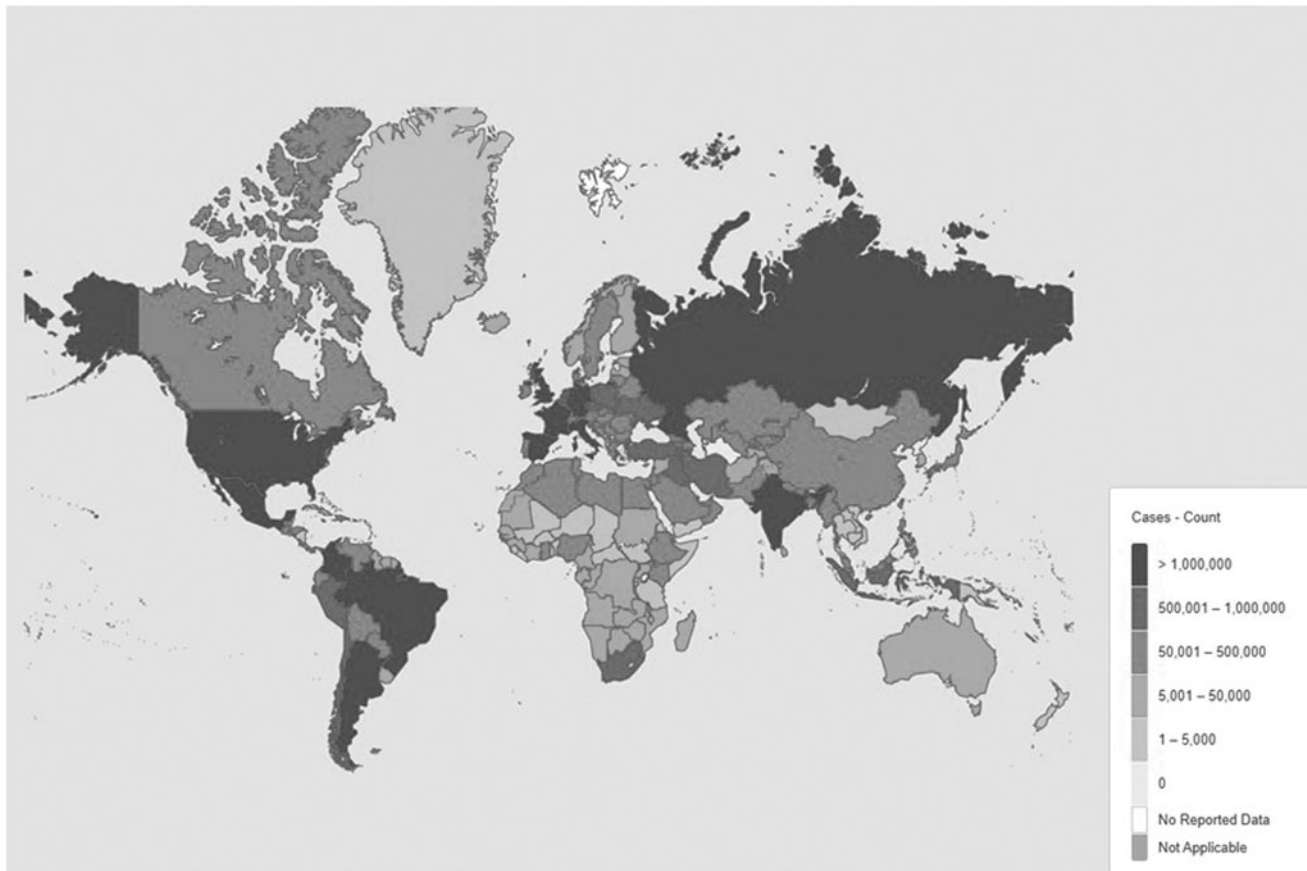 Cases - Count
> 1,000,000
500,001 – 1,000,000
50,001 – 500,000
5,001 – 50,000
1 – 5,000
0
No Reported Data
Not Applicable